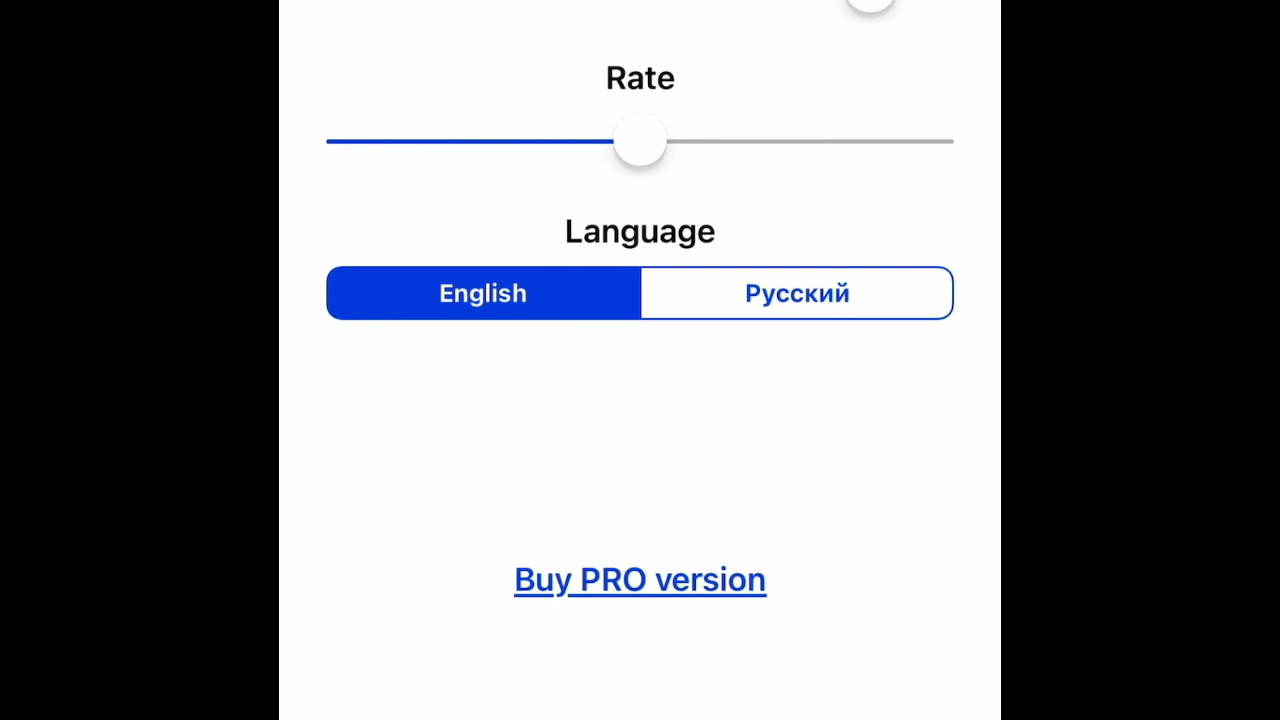 Rate
Language
English
Русский
Buy PRO version